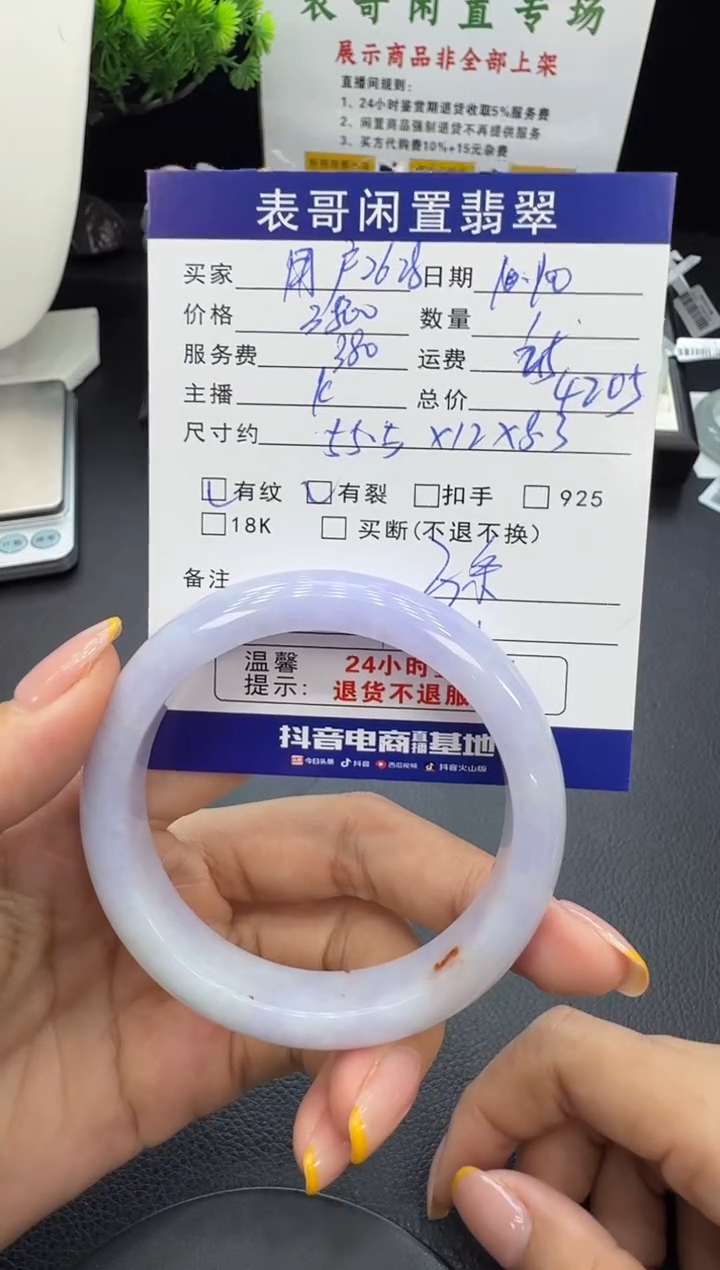 表哥闲置专场
展示商品非全部上架
直播间规则:
1、24小时鉴赏期退货收取5%服务费
2、闲置商品强制退货不再提供服务
3、买方代购费10%+15元杂费
表哥闲置翡翠
买家 用户2628 日期 10.10
价格 3800 数量 1
服务费 380 运费 25
主播 K 总价 4205
尺寸约 55.5 ×12×8.3
有纹 有裂 扣手 925
18K 买断(不退不换)
备注
温馨 24小时
提示: 退货不退服
抖音电商直播基地
今日头条 抖音 西瓜视频 抖音火山版